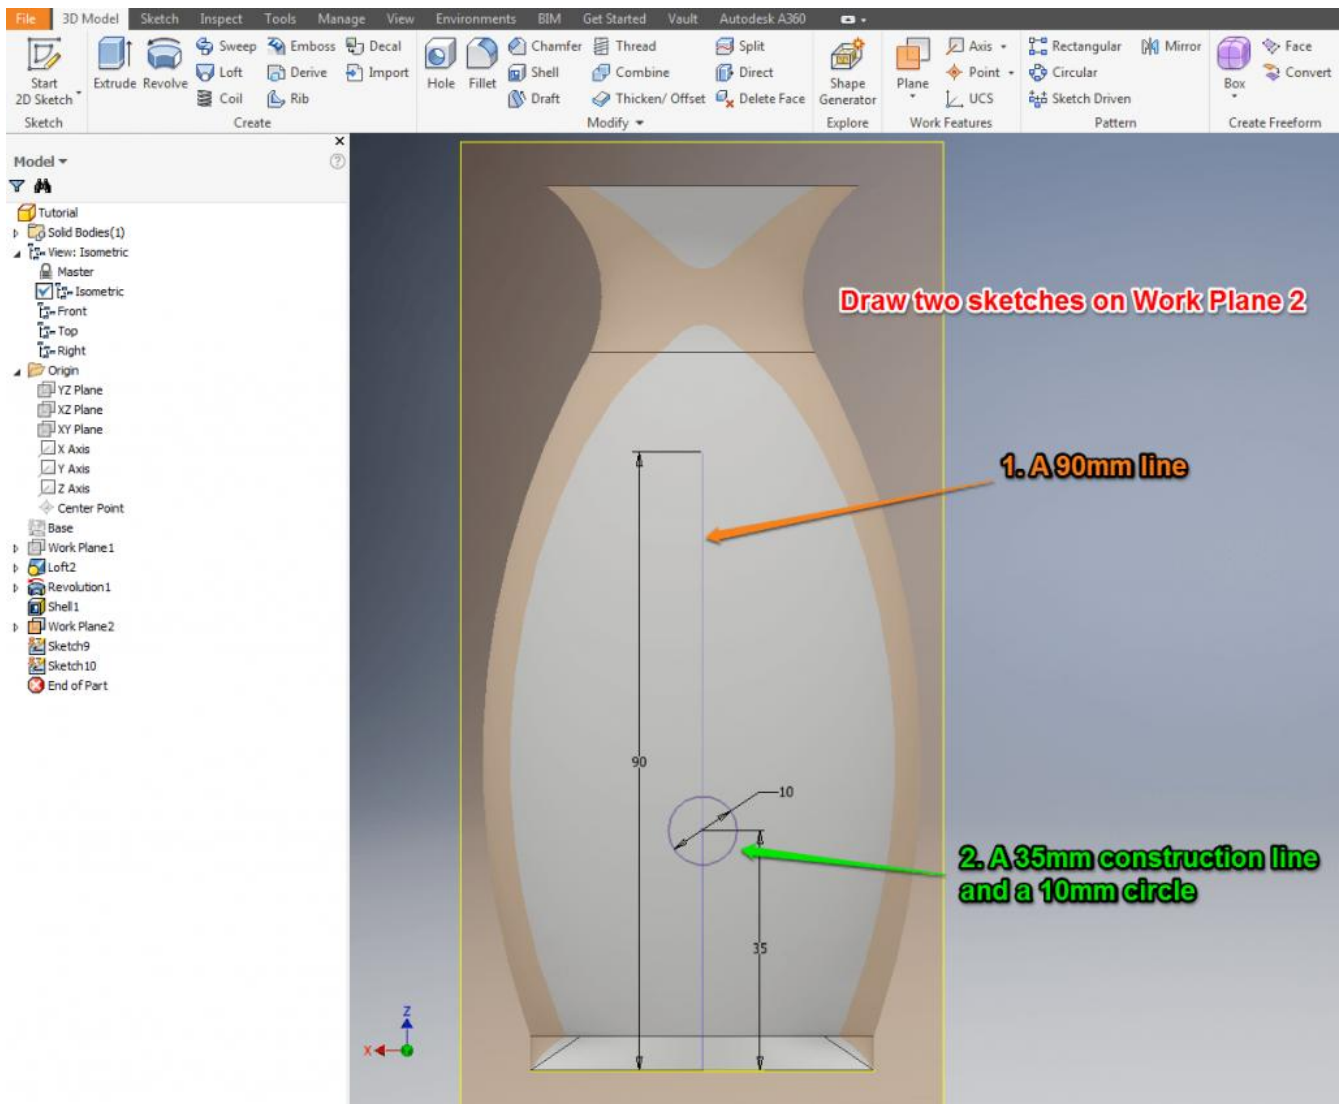 File 3D Model Sketch Inspect Tools Manage View Environments BIM Get Started Vault Autodesk A360
Start
2D Sketch
Sketch
Extrude Revolve
Sweep Emboss Decal
Loft Derive Import
Coil Rib
Create
Hole Fillet
Chamfer Thread Split
Shell Combine Direct
Draft Thicken/ Offset Delete Face
Modify
Shape
Generator
Explore
Plane
Axis
Point
UCS
Work Features
Rectangular Mirror
Circular
Sketch Driven
Pattern
Box
Face
Convert
Create Freeform
Model
Tutorial
Solid Bodies(1)
View: Isometric
Master
Isometric
Front
Top
Right
Origin
YZ Plane
XZ Plane
XY Plane
X Axis
Y Axis
Z Axis
Center Point
Base
Work Plane1
Loft2
Revolution1
Shell1
Work Plane2
Sketch9
Sketch10
End of Part
Draw two sketches on Work Plane 2
1. A 90mm line
90
10
2. A 35mm construction line
and a 10mm circle
35
Z
X